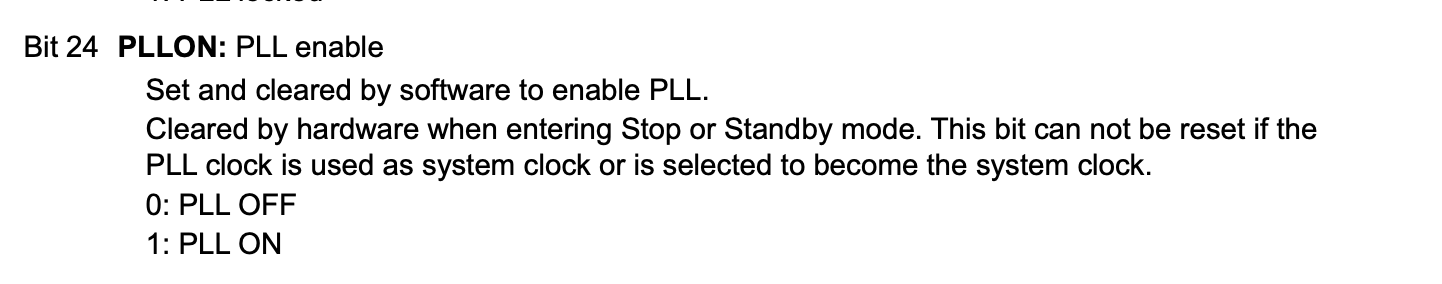 Bit 24 PLLON: PLL enable
Set and cleared by software to enable PLL.
Cleared by hardware when entering Stop or Standby mode. This bit can not be reset if the
PLL clock is used as system clock or is selected to become the system clock.
0: PLL OFF
1: PLL ON